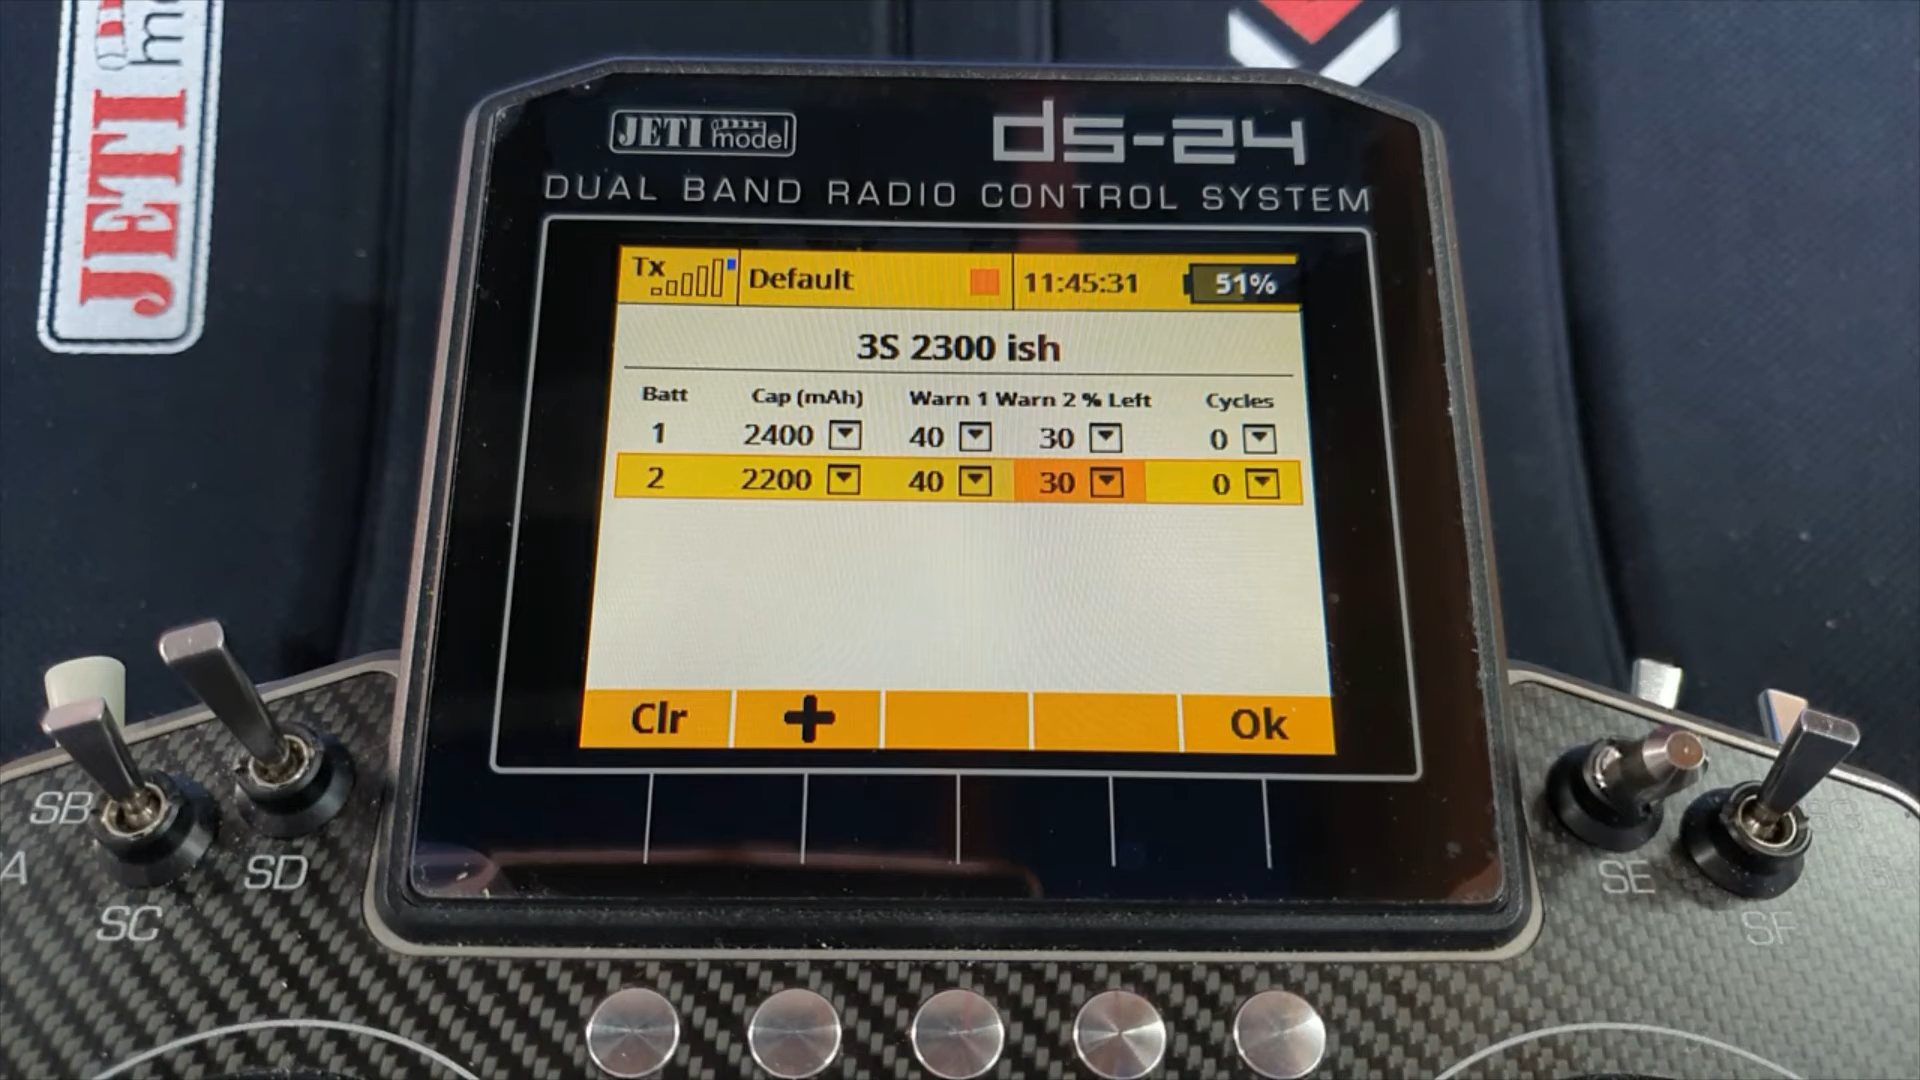 JETI
JETI model
ds-24
DUAL BAND RADIO CONTROL SYSTEM
Tx Default 11:45:31 51%
3S 2300 ish
Batt Cap (mAh) Warn 1 Warn 2 % Left Cycles
1 2400 40 30 0
2 2200 40 30 0
Clr + Ok
SB
SD
SC
SE
SF